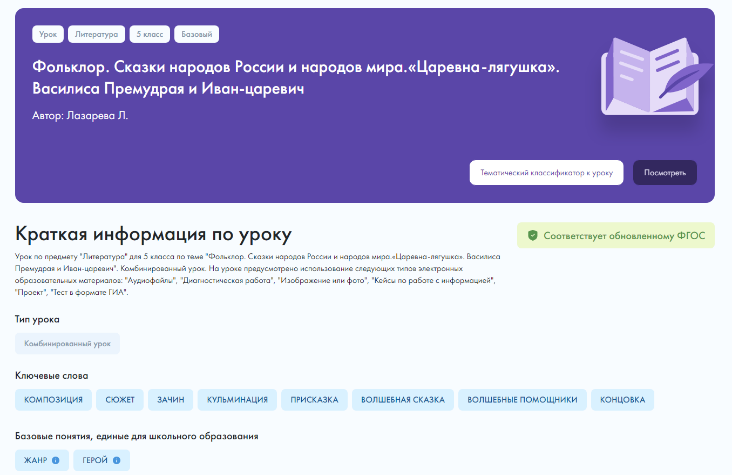 Урок Литература 5 класс Базовый
Фольклор. Сказки народов России и народов мира.«Царевна-лягушка».
Василиса Премудрая и Иван-царевич
Автор: Лазарева Л.
Тематический классификатор к уроку Посмотреть
Краткая информация по уроку
Соответствует обновленному ФГОС
Урок по предмету "Литература" для 5 класса по теме "Фольклор. Сказки народов России и народов мира.«Царевна-лягушка». Василиса
Премудрая и Иван-царевич". Комбинированный урок. На уроке предусмотрено использование следующих типов электронных
образовательных материалов: "Аудиофайлы", "Диагностическая работа", "Изображение или фото", "Кейсы по работе с информацией",
"Проект", "Тест в формате ГИА".
Тип урока
Комбинированный урок
Ключевые слова
КОМПОЗИЦИЯ СЮЖЕТ ЗАЧИН КУЛЬМИНАЦИЯ ПРИСКАЗКА ВОЛШЕБНАЯ СКАЗКА ВОЛШЕБНЫЕ ПОМОЩНИКИ КОНЦОВКА
Базовые понятия, единые для школьного образования
ЖАНР ГЕРОЙ